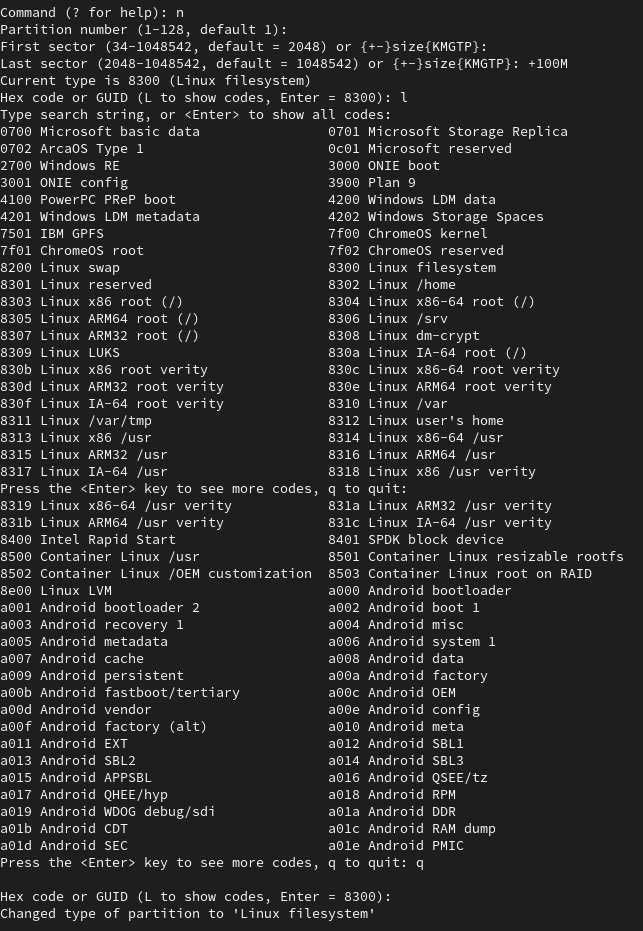 Command (? for help): n
Partition number (1-128, default 1):
First sector (34-1048542, default = 2048) or {+-}size{KMGTP}:
Last sector (2048-1048542, default = 1048542) or {+-}size{KMGTP}: +100M
Current type is 8300 (Linux filesystem)
Hex code or GUID (L to show codes, Enter = 8300): l
Type search string, or <Enter> to show all codes:
0700 Microsoft basic data                0701 Microsoft Storage Replica
0702 ArcaOS Type 1                       0c01 Microsoft reserved
2700 Windows RE                          3000 ONIE boot
3001 ONIE config                         3900 Plan 9
4100 PowerPC PReP boot                   4200 Windows LDM data
4201 Windows LDM metadata                4202 Windows Storage Spaces
7501 IBM GPFS                            7f00 ChromeOS kernel
7f01 ChromeOS root                       7f02 ChromeOS reserved
8200 Linux swap                          8300 Linux filesystem
8301 Linux reserved                      8302 Linux /home
8303 Linux x86 root (/)                  8304 Linux x86-64 root (/)
8305 Linux ARM64 root (/)                8306 Linux /srv
8307 Linux ARM32 root (/)                8308 Linux dm-crypt
8309 Linux LUKS                          830a Linux IA-64 root (/)
830b Linux x86 root verity               830c Linux x86-64 root verity
830d Linux ARM32 root verity             830e Linux ARM64 root verity
830f Linux IA-64 root verity             8310 Linux /var
8311 Linux /var/tmp                      8312 Linux user's home
8313 Linux x86 /usr                      8314 Linux x86-64 /usr
8315 Linux ARM32 /usr                    8316 Linux ARM64 /usr
8317 Linux IA-64 /usr                    8318 Linux x86 /usr verity
Press the <Enter> key to see more codes, q to quit:
8319 Linux x86-64 /usr verity            831a Linux ARM32 /usr verity
831b Linux ARM64 /usr verity             831c Linux IA-64 /usr verity
8400 Intel Rapid Start                   8401 SPDK block device
8500 Container Linux /usr                8501 Container Linux resizable rootfs
8502 Container Linux /OEM customization  8503 Container Linux root on RAID
8e00 Linux LVM                           a000 Android bootloader
a001 Android bootloader 2                a002 Android boot 1
a003 Android recovery 1                  a004 Android misc
a005 Android metadata                    a006 Android system 1
a007 Android cache                       a008 Android data
a009 Android persistent                  a00a Android factory
a00b Android fastboot/tertiary           a00c Android OEM
a00d Android vendor                      a00e Android config
a00f Android factory (alt)               a010 Android meta
a011 Android EXT                         a012 Android SBL1
a013 Android SBL2                        a014 Android SBL3
a015 Android APPSBL                      a016 Android QSEE/tz
a017 Android QHEE/hyp                    a018 Android RPM
a019 Android WDOG debug/sdi              a01a Android DDR
a01b Android CDT                         a01c Android RAM dump
a01d Android SEC                         a01e Android PMIC
Press the <Enter> key to see more codes, q to quit: q
Hex code or GUID (L to show codes, Enter = 8300):
Changed type of partition to 'Linux filesystem'